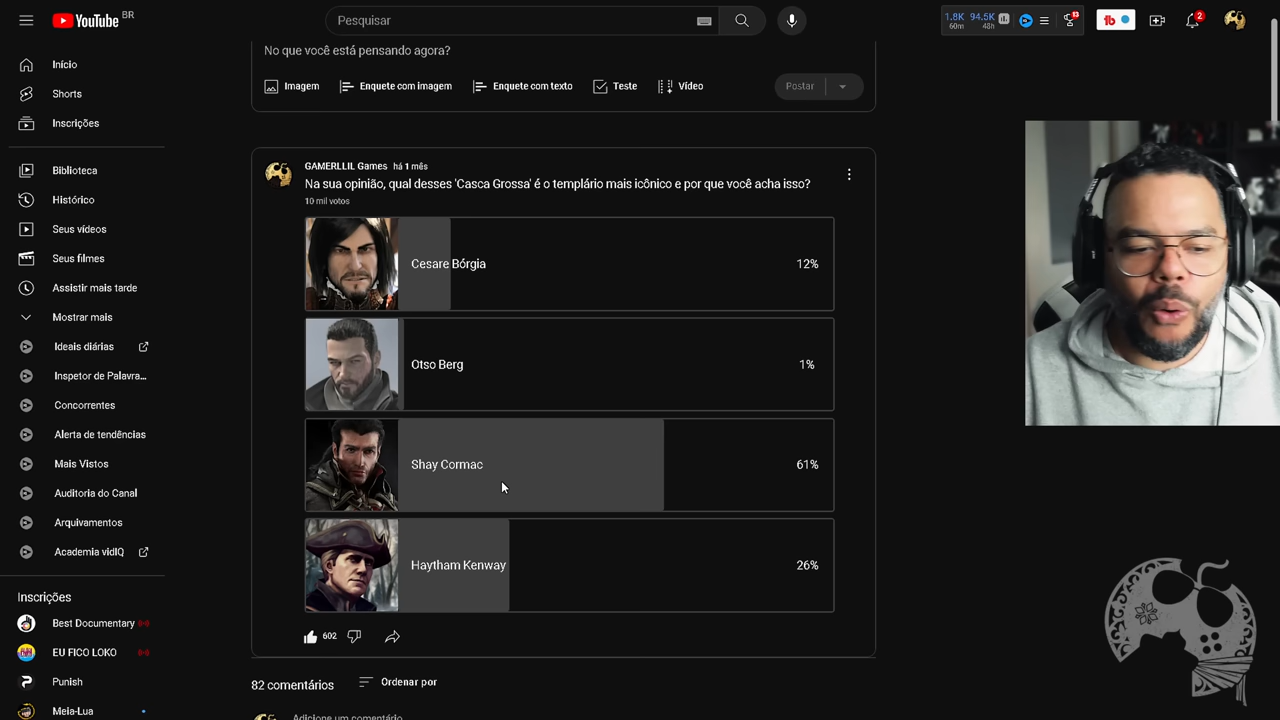 YouTube BR
Pesquisar
1.8K 94.5K
60m 48h
13
tb
2
No que você está pensando agora?
Imagem Enquete com imagem Enquete com texto Teste Vídeo Postar
Início
Shorts
Inscrições
Biblioteca
Histórico
Seus vídeos
Seus filmes
Assistir mais tarde
Mostrar mais
Ideais diárias
Inspetor de Palavra...
Concorrentes
Alerta de tendências
Mais Vistos
Auditoria do Canal
Arquivamentos
Academia vidIQ
Inscrições
Best Documentary
EU FICO LOKO
Punish
Meia-Lua
GAMERLLIL Games há 1 mês
Na sua opinião, qual desses 'Casca Grossa' é o templário mais icônico e por que você acha isso?
10 mil votos
Cesare Bórgia 12%
Otso Berg 1%
Shay Cormac 61%
Haytham Kenway 26%
602
82 comentários Ordenar por
Adicione um comentário